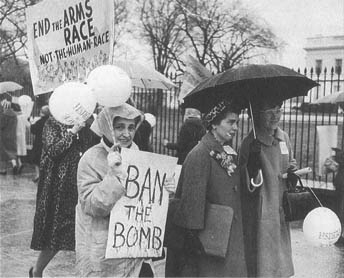 END THE ARMS
RACE
NOT-THE-HUMAN-RACE
BAN
THE
BOMB